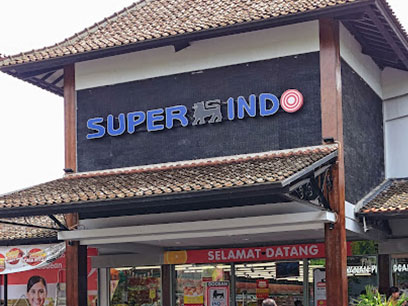 SUPER INDO
SELAMAT DATANG